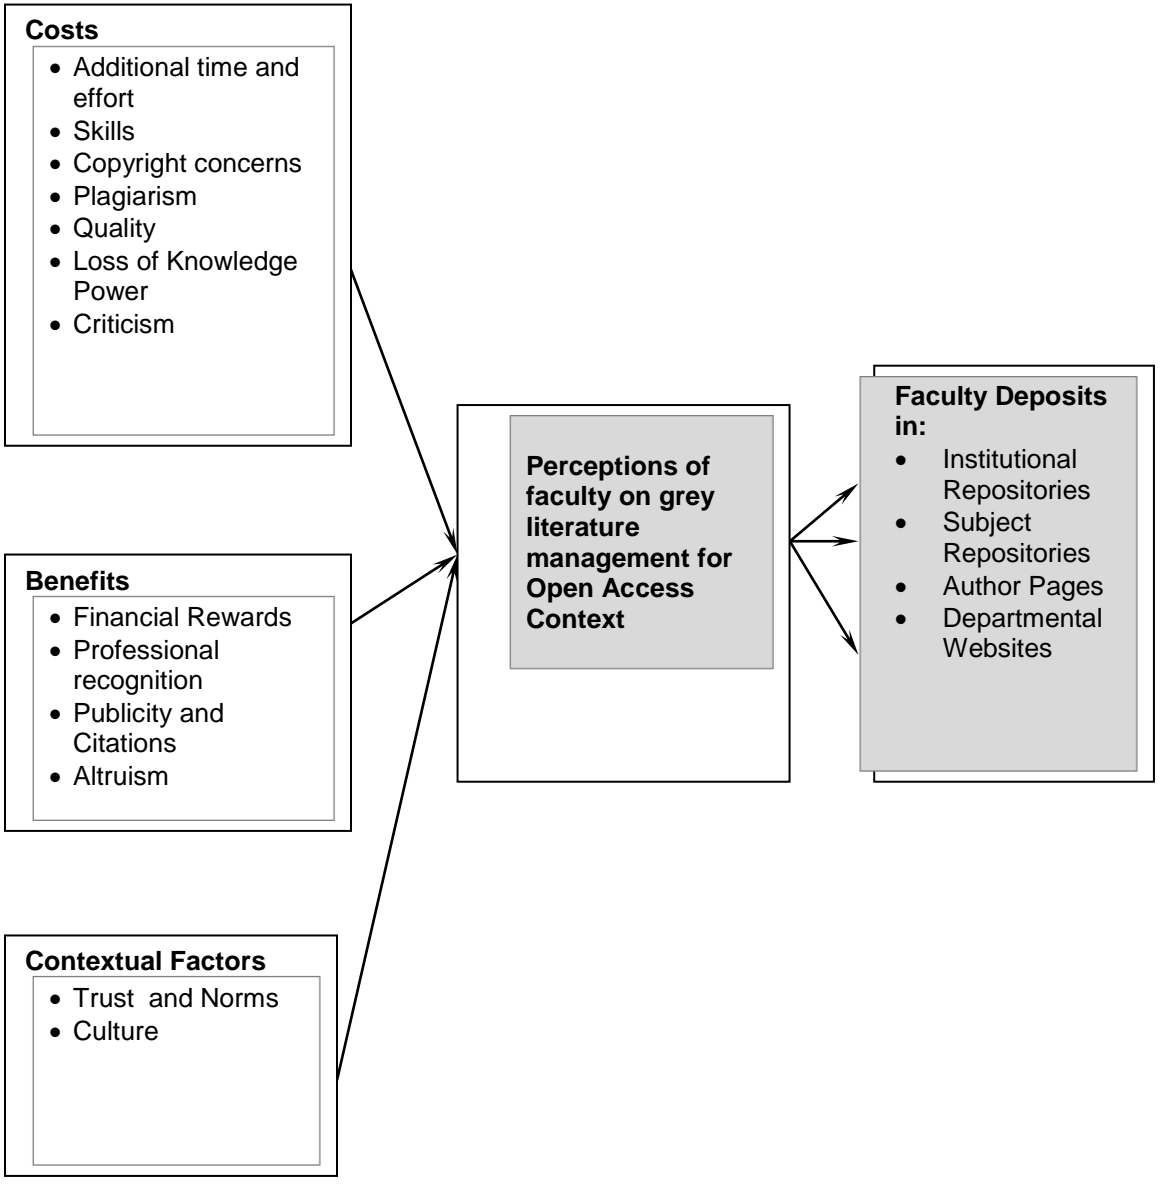 Costs
• Additional time and
effort
• Skills
• Copyright concerns
• Plagiarism
• Quality
• Loss of Knowledge
Power
• Criticism
Benefits
• Financial Rewards
• Professional
recognition
• Publicity and
Citations
• Altruism
Contextual Factors
• Trust and Norms
• Culture
Perceptions of
faculty on grey
literature
management for
Open Access
Context
Faculty Deposits
in:
• Institutional
Repositories
• Subject
Repositories
• Author Pages
• Departmental
Websites